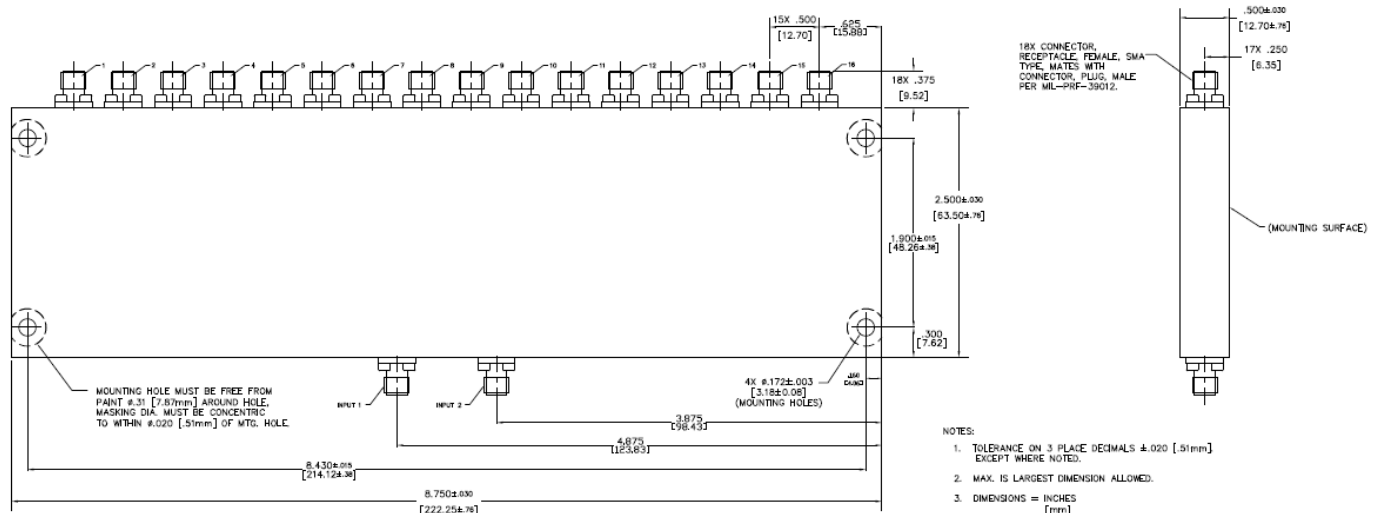 15X .500
[12.70]
.625
[15.88]
.500±.030
[12.70±.76]
1
2
3
4
5
6
7
8
9
10
11
12
13
14
15
16
18X .375
[9.52]
18X CONNECTOR,
RECEPTACLE, FEMALE, SMA
TYPE, MATES WITH
CONNECTOR, PLUG, MALE
PER MIL-PRF-39012.
17X .250
[6.35]
2.500±.030
[63.50±.76]
1.900±.015
[48.26±.38]
(MOUNTING SURFACE)
.300
[7.62]
MOUNTING HOLE MUST BE FREE FROM
PAINT ø.31 [7.87mm] AROUND HOLE,
MASKING DIA. MUST BE CONCENTRIC
TO WITHIN ø.020 [.51mm] OF MTG. HOLE.
INPUT 1
INPUT 2
4X ø.172±.003
[3.18±0.08]
(MOUNTING HOLES)
3.875
[98.43]
4.875
[123.83]
8.430±.015
[214.12±.38]
8.750±.030
[222.25±.76]
NOTES:
1. TOLERANCE ON 3 PLACE DECIMALS ±.020 [.51mm]
EXCEPT WHERE NOTED.
2. MAX. IS LARGEST DIMENSION ALLOWED.
3. DIMENSIONS = INCHES
[mm]